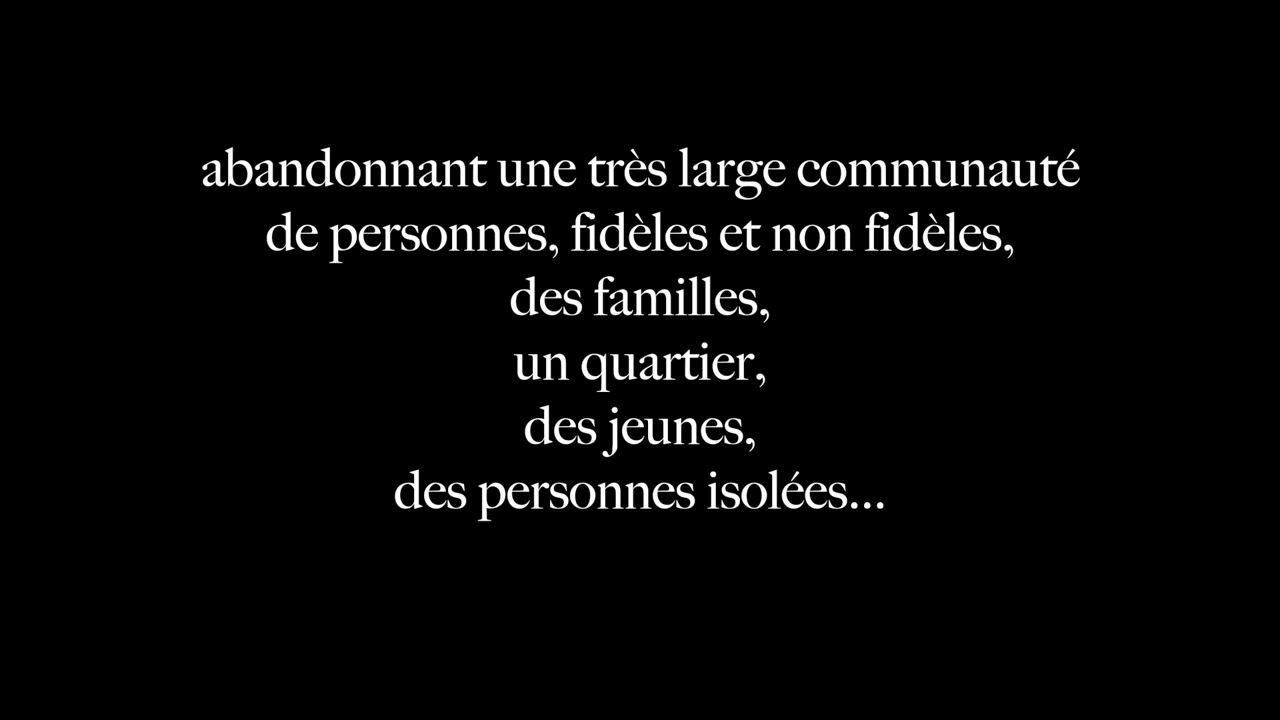 abandonnant une très large communauté
de personnes, fidèles et non fidèles,
des familles,
un quartier,
des jeunes,
des personnes isolées...